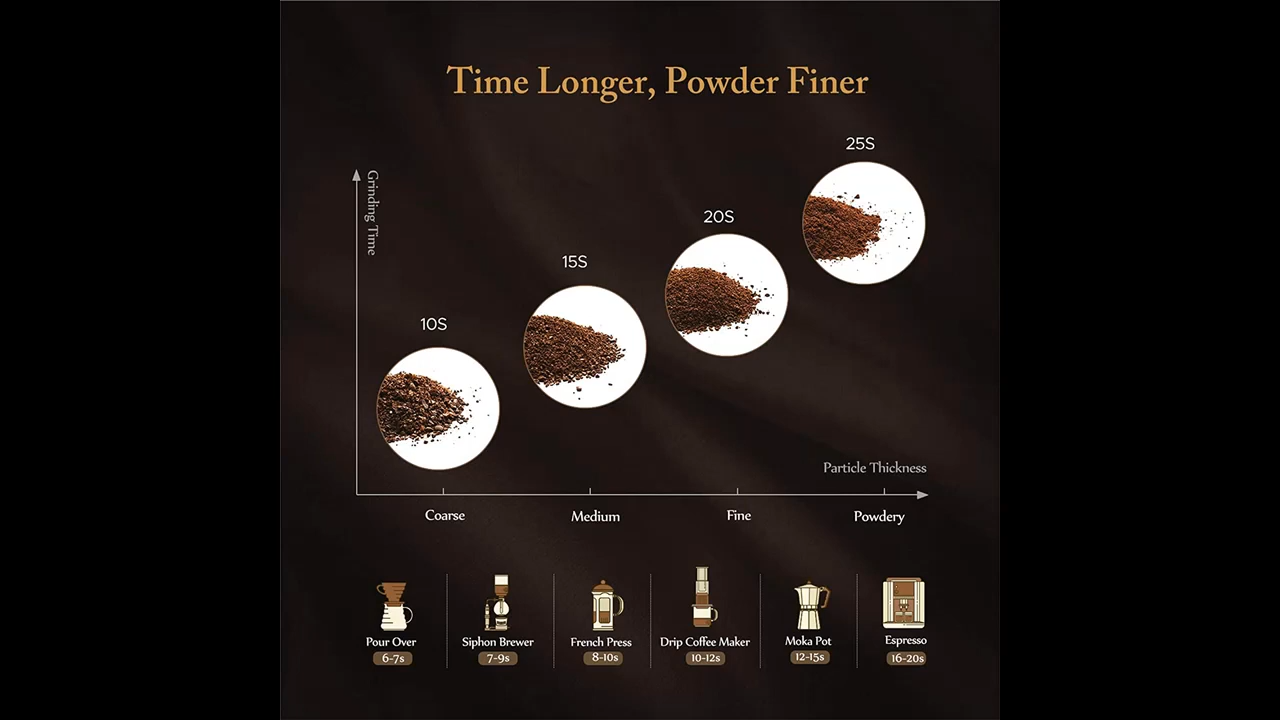 Time Longer, Powder Finer
25S
20S
15S
10S
Grinding Time
Particle Thickness
Coarse
Medium
Fine
Powdery
Pour Over
6-7s
Siphon Brewer
7-9s
French Press
8-10s
Drip Coffee Maker
10-12s
Moka Pot
12-15s
Espresso
16-20s